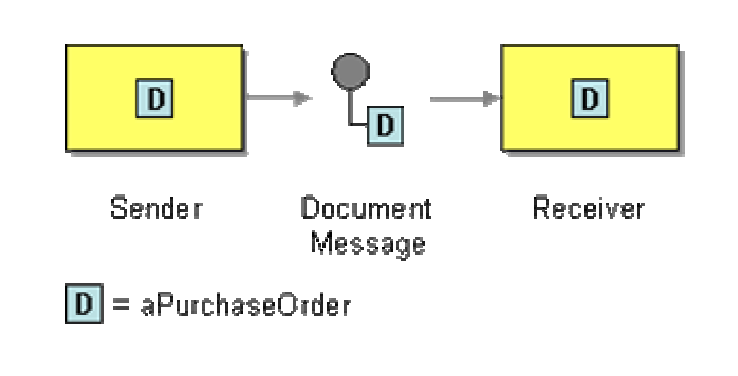 D
D
D
Sender
Document
Message
Receiver
D = aPurchaseOrder